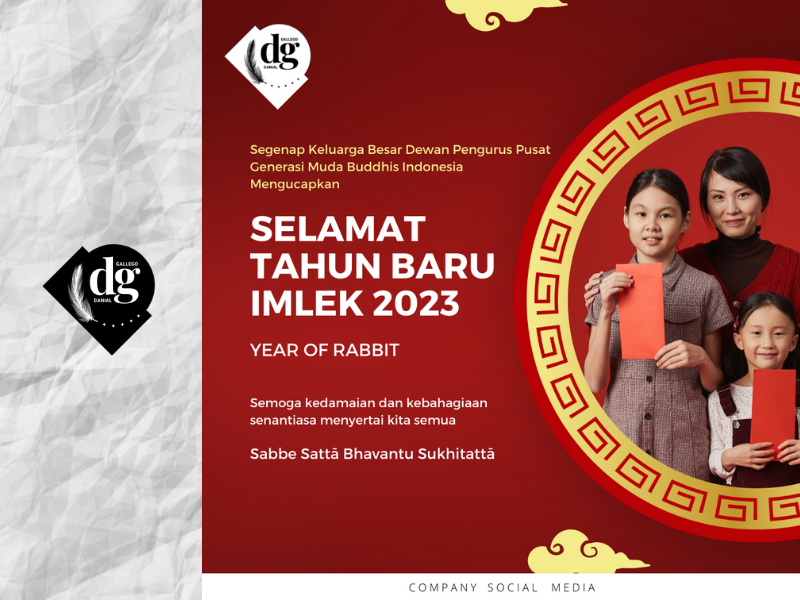 dg
GALLEGO
DANIAL
dg
GALLEGO
DANIAL
Segenap Keluarga Besar Dewan Pengurus Pusat
Generasi Muda Buddhis Indonesia
Mengucapkan
SELAMAT
TAHUN BARU
IMLEK 2023
YEAR OF RABBIT
Semoga kedamaian dan kebahagiaan
senantiasa menyertai kita semua
Sabbe Sattā Bhavantu Sukhitattā
COMPANY SOCIAL MEDIA